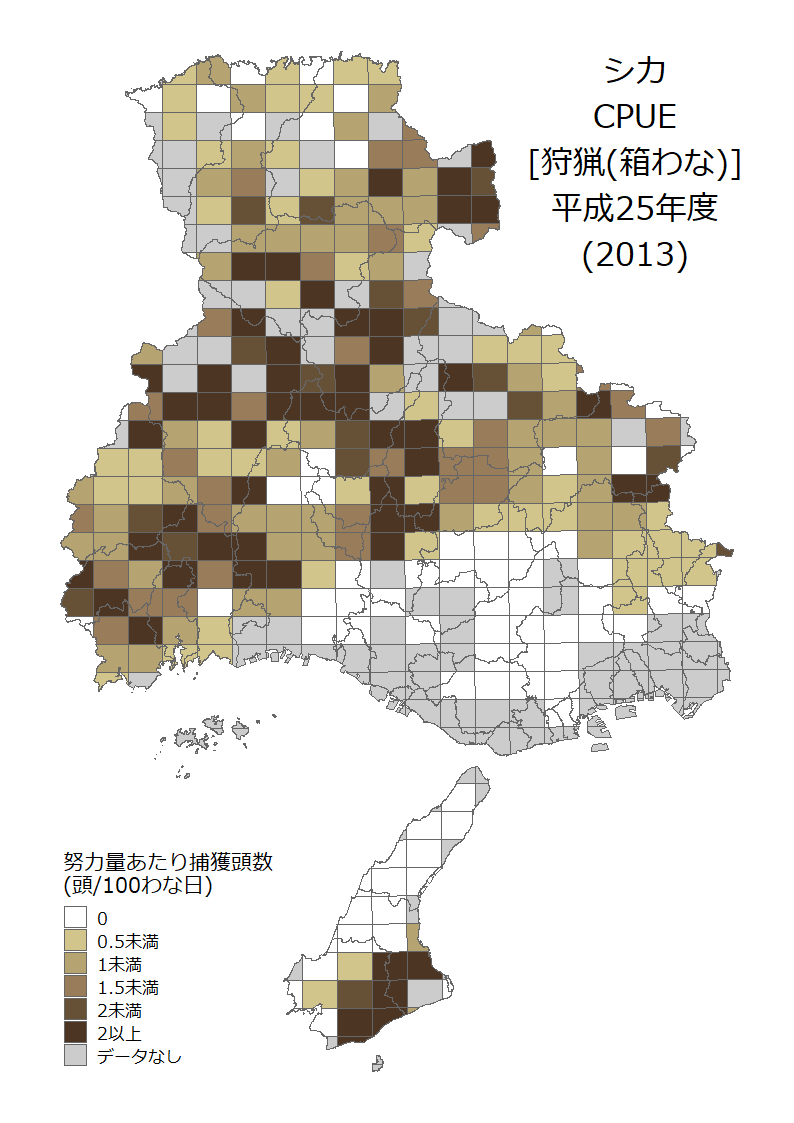 シカ
CPUE
[狩猟(箱わな)]
平成25年度
(2013)
努力量あたり捕獲頭数
(頭/100わな日)
0
0.5未満
1未満
1.5未満
2未満
2以上
データなし